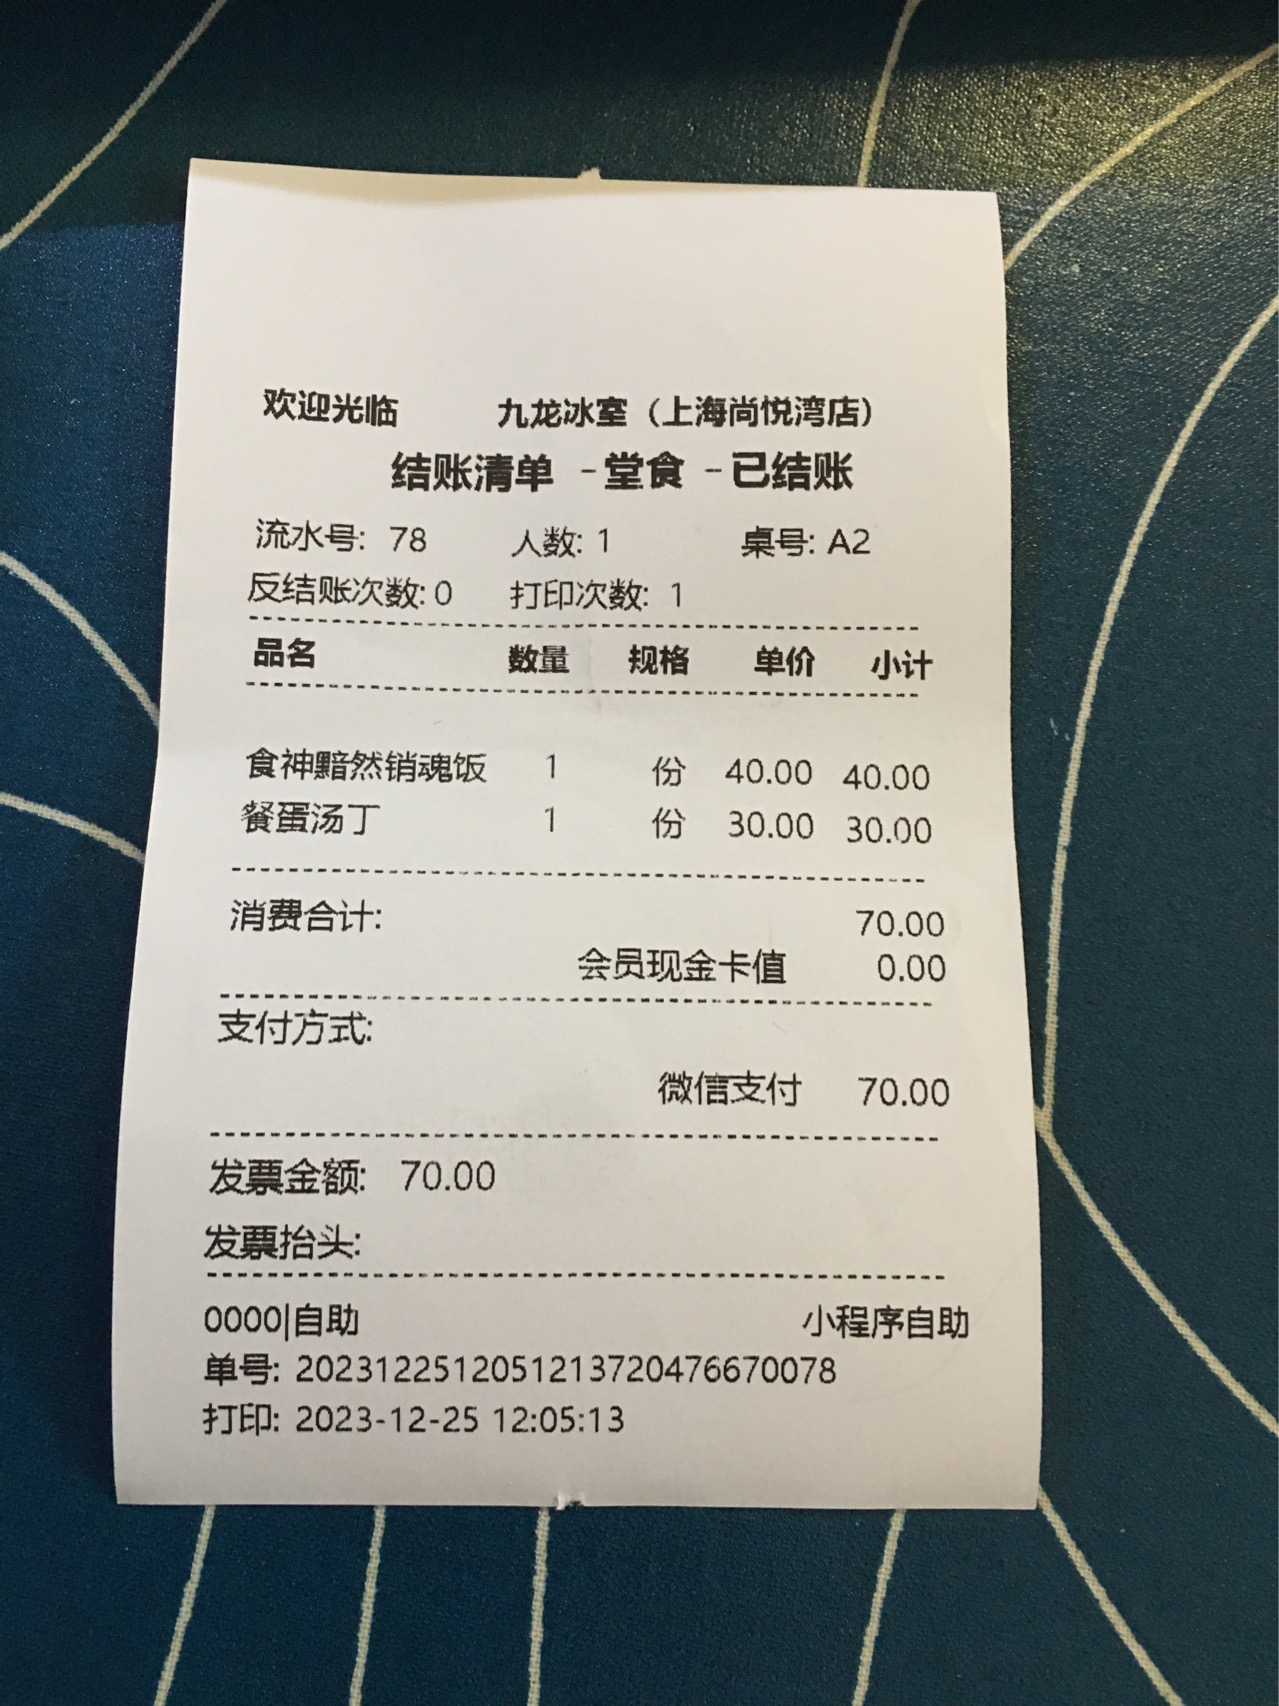 欢迎光临 九龙冰室（上海尚悦湾店）
结账清单 -堂食 -已结账
流水号: 78 人数: 1 桌号: A2
反结账次数: 0 打印次数: 1
品名 数量 规格 单价 小计
食神黯然销魂饭 1 份 40.00 40.00
餐蛋汤丁 1 份 30.00 30.00
消费合计: 70.00
会员现金卡值 0.00
支付方式:
微信支付 70.00
发票金额: 70.00
发票抬头:
0000|自助 小程序自助
单号: 2023122512051213720476670078
打印: 2023-12-25 12:05:13